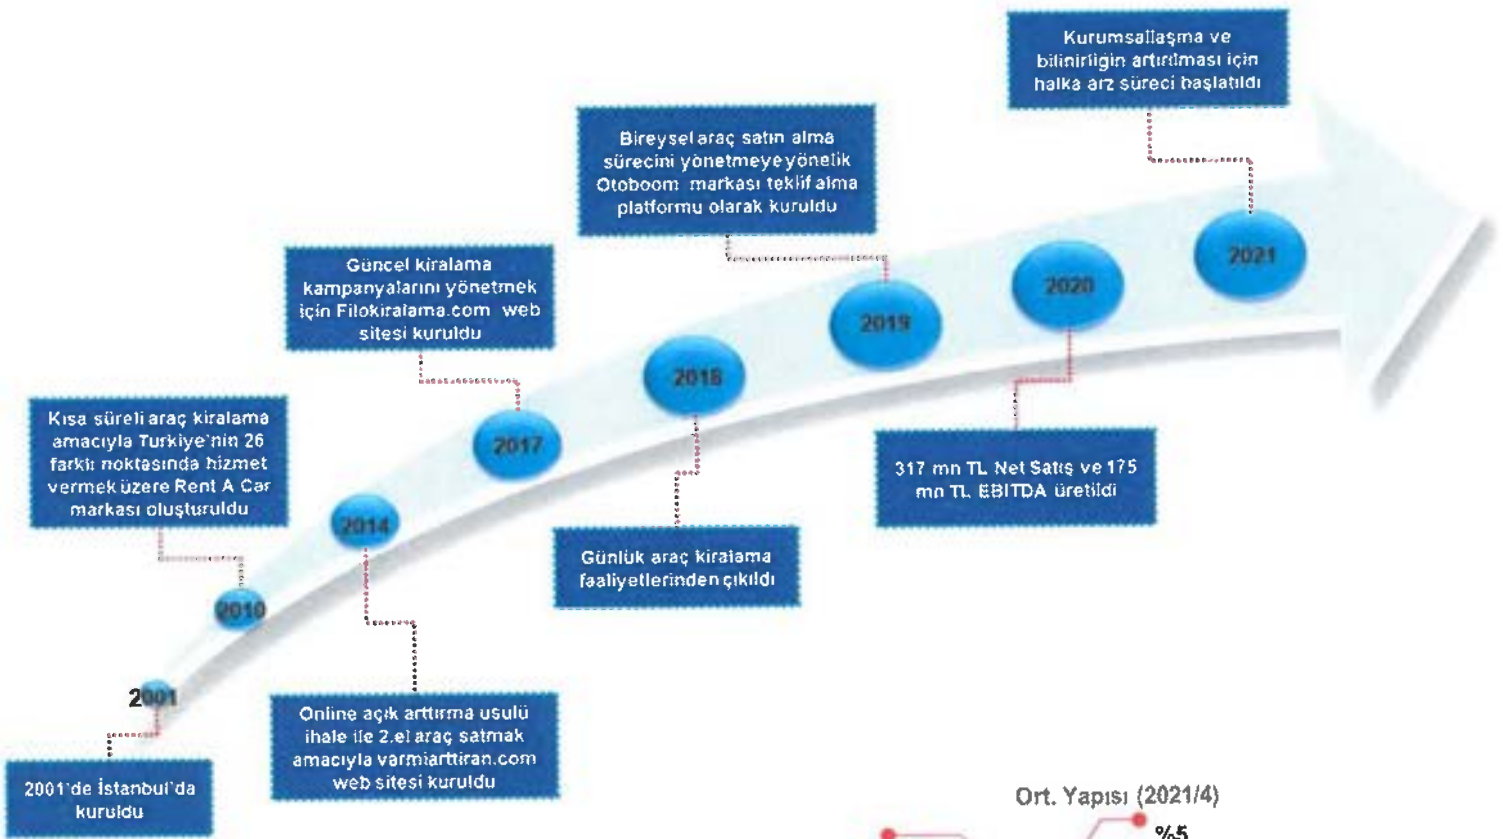 Kurumsallaşma ve
bilinirliğin artırılması için
halka arz süreci başlatıldı
Bireysel araç satın alma
sürecini yönetmeye yönelik
Otoboom markası teklif alma
platformu olarak kuruldu
2021
Güncel kiralama
kampanyalarını yönetmek
için Filokiralama.com web
sitesi kuruldu
2020
2019
2018
Kısa süreli araç kiralama
amacıyla Turkiye'nin 26
farklı noktasında hizmet
vermek üzere Rent A Car
markası oluşturuldu
2017
317 mn TL Net Satış ve 175
mn TL EBITDA üretildi
2014
Günlük araç kiralama
faaliyetlerinden çıkıldı
2010
2001
Online açık arttırma usulü
ihale ile 2.el araç satmak
amacıyla varmiarttiran.com
web sitesi kuruldu
2001'de İstanbul'da
kuruldu
Ort. Yapısı (2021/4)
%5